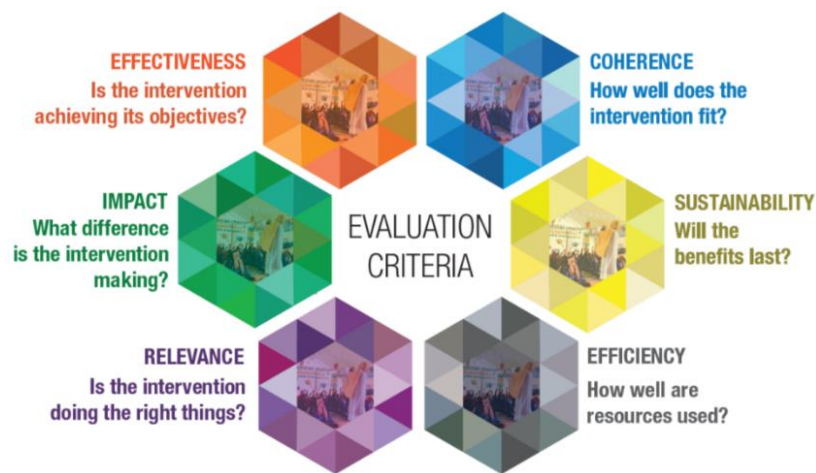 EFFECTIVENESS
Is the intervention
achieving its objectives?
COHERENCE
How well does the
intervention fit?
IMPACT
What difference
is the intervention
making?
EVALUATION
CRITERIA
SUSTAINABILITY
Will the
benefits last?
RELEVANCE
Is the intervention
doing the right things?
EFFICIENCY
How well are
resources used?